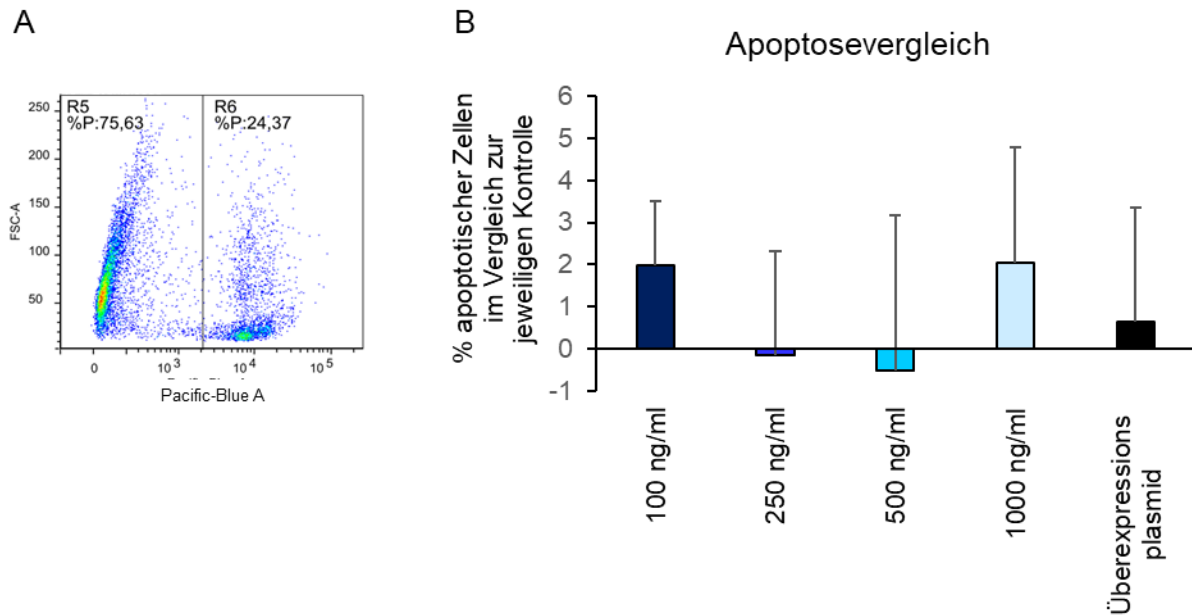 A
B
Apoptosevergleich
R5
%P:75,63
R6
%P:24,37
250
200
150
100
50
FSC-A
0
10³
10⁴
10⁵
Pacific-Blue A
% apoptotischer Zellen
im Vergleich zur
jeweiligen Kontrolle
6
5
4
3
2
1
0
-1
100 ng/ml
250 ng/ml
500 ng/ml
1000 ng/ml
Überexpressions
plasmid